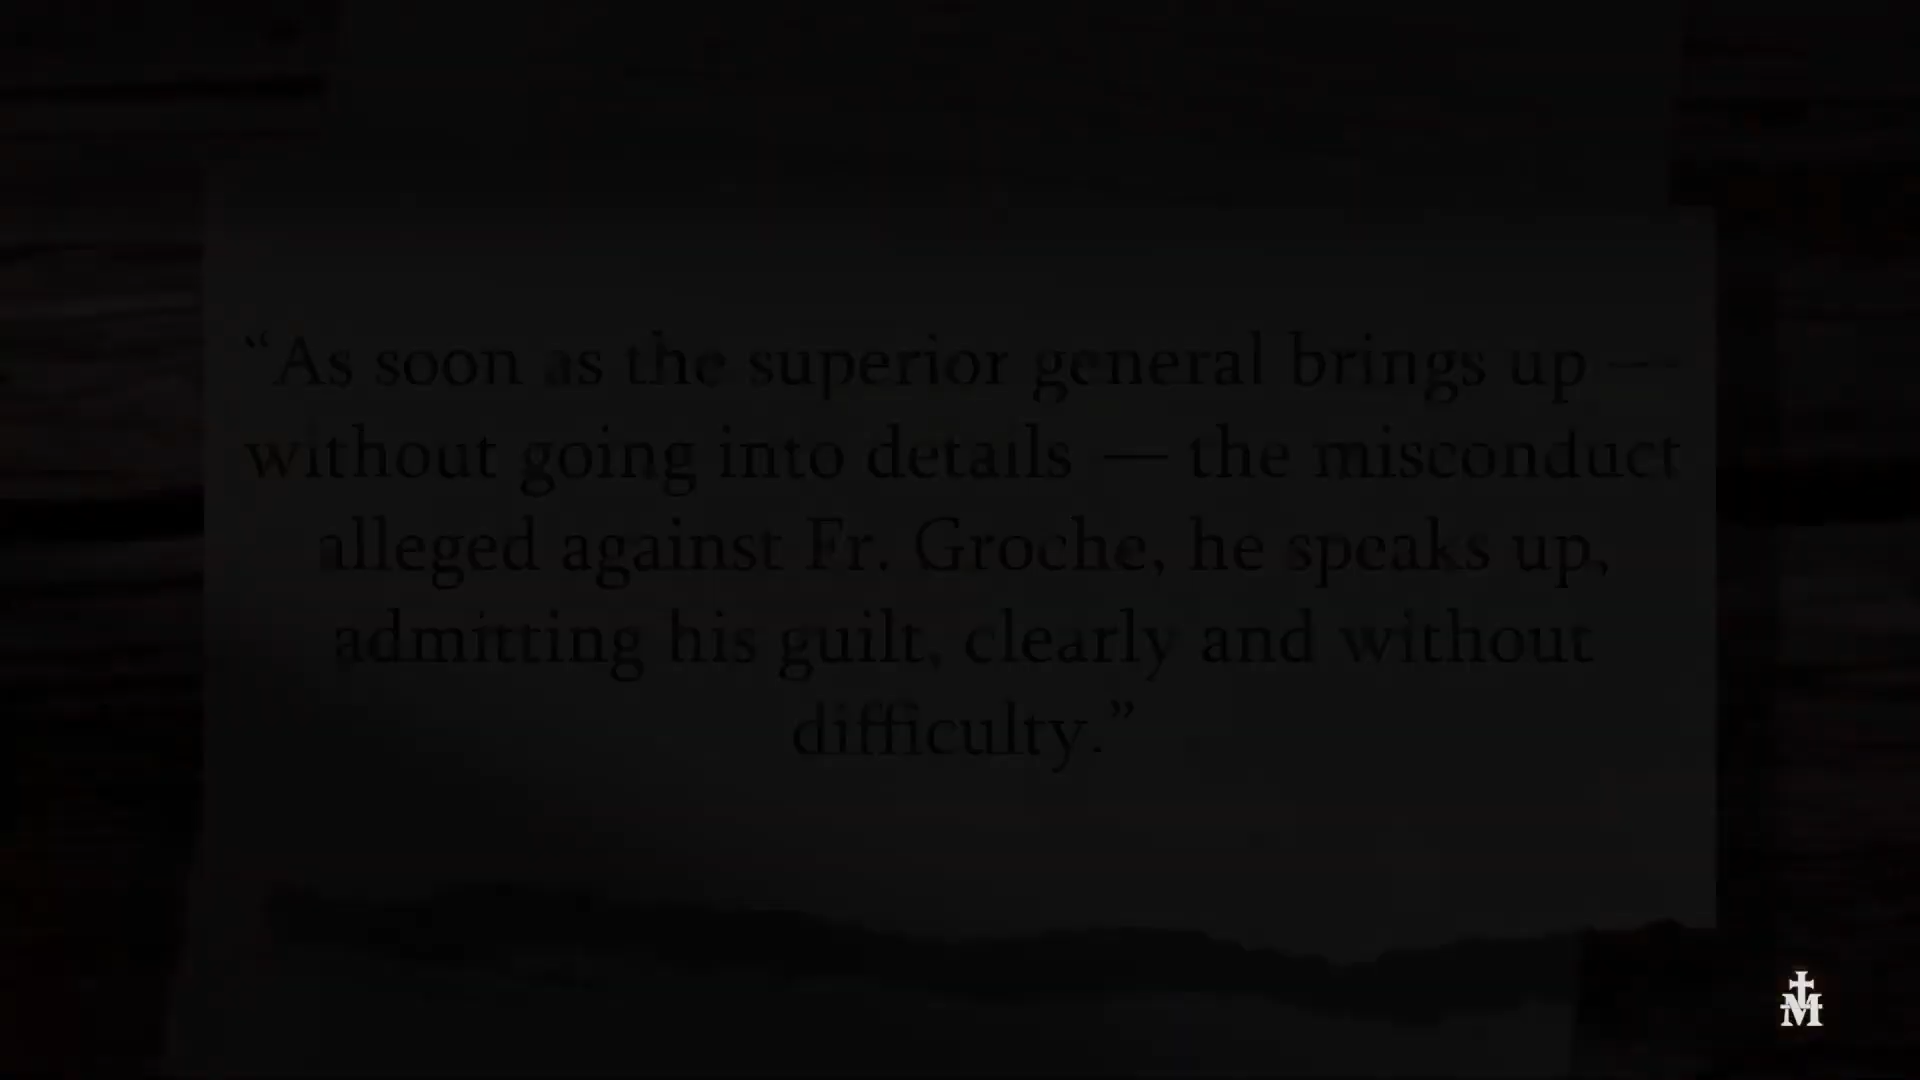 “As soon as the superior general brings up —
without going into details — the misconduct
alleged against Fr. Groche, he speaks up,
admitting his guilt, clearly and without
difficulty.”
M